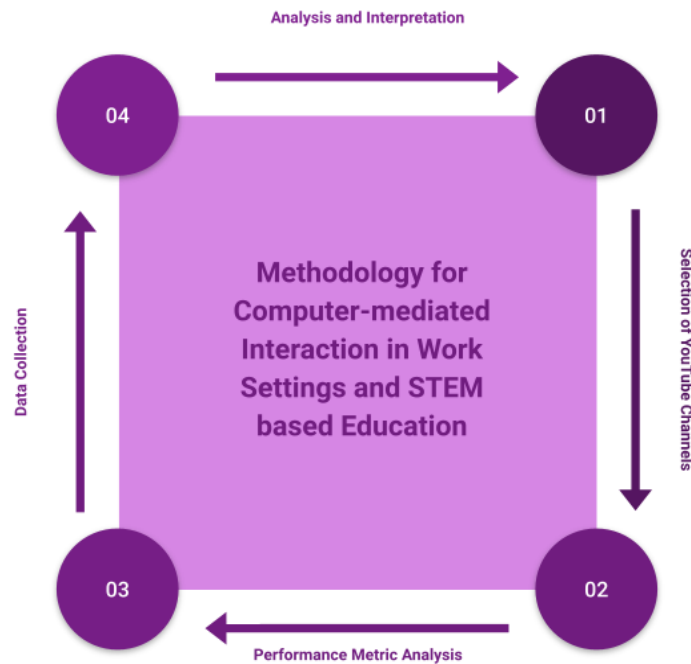 Analysis and Interpretation
04
01
Methodology for
Computer-mediated
Interaction in Work
Settings and STEM
based Education
Selection of YouTube Channels
Data Collection
03
02
Performance Metric Analysis